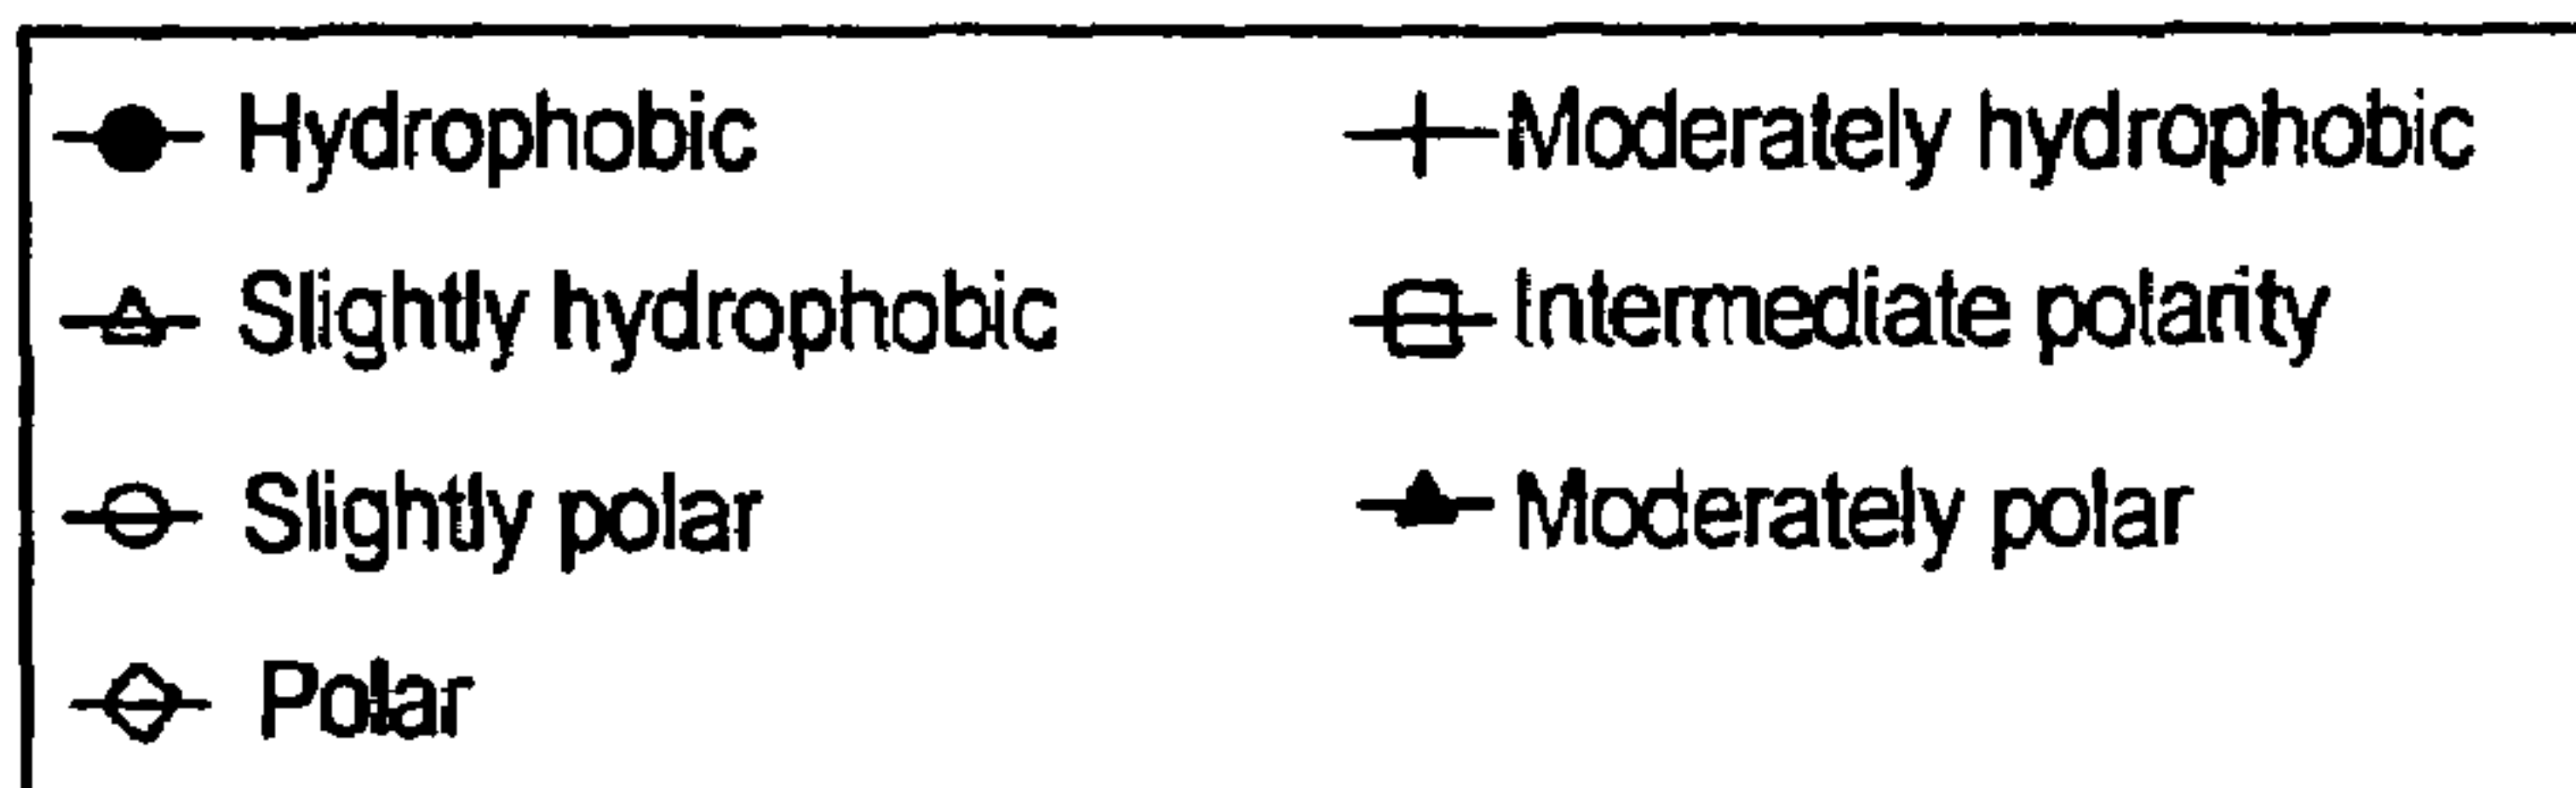 Hydrophobic
Moderately hydrophobic
Slightly hydrophobic
Intermediate polarity
Slightly polar
Moderately polar
Polar